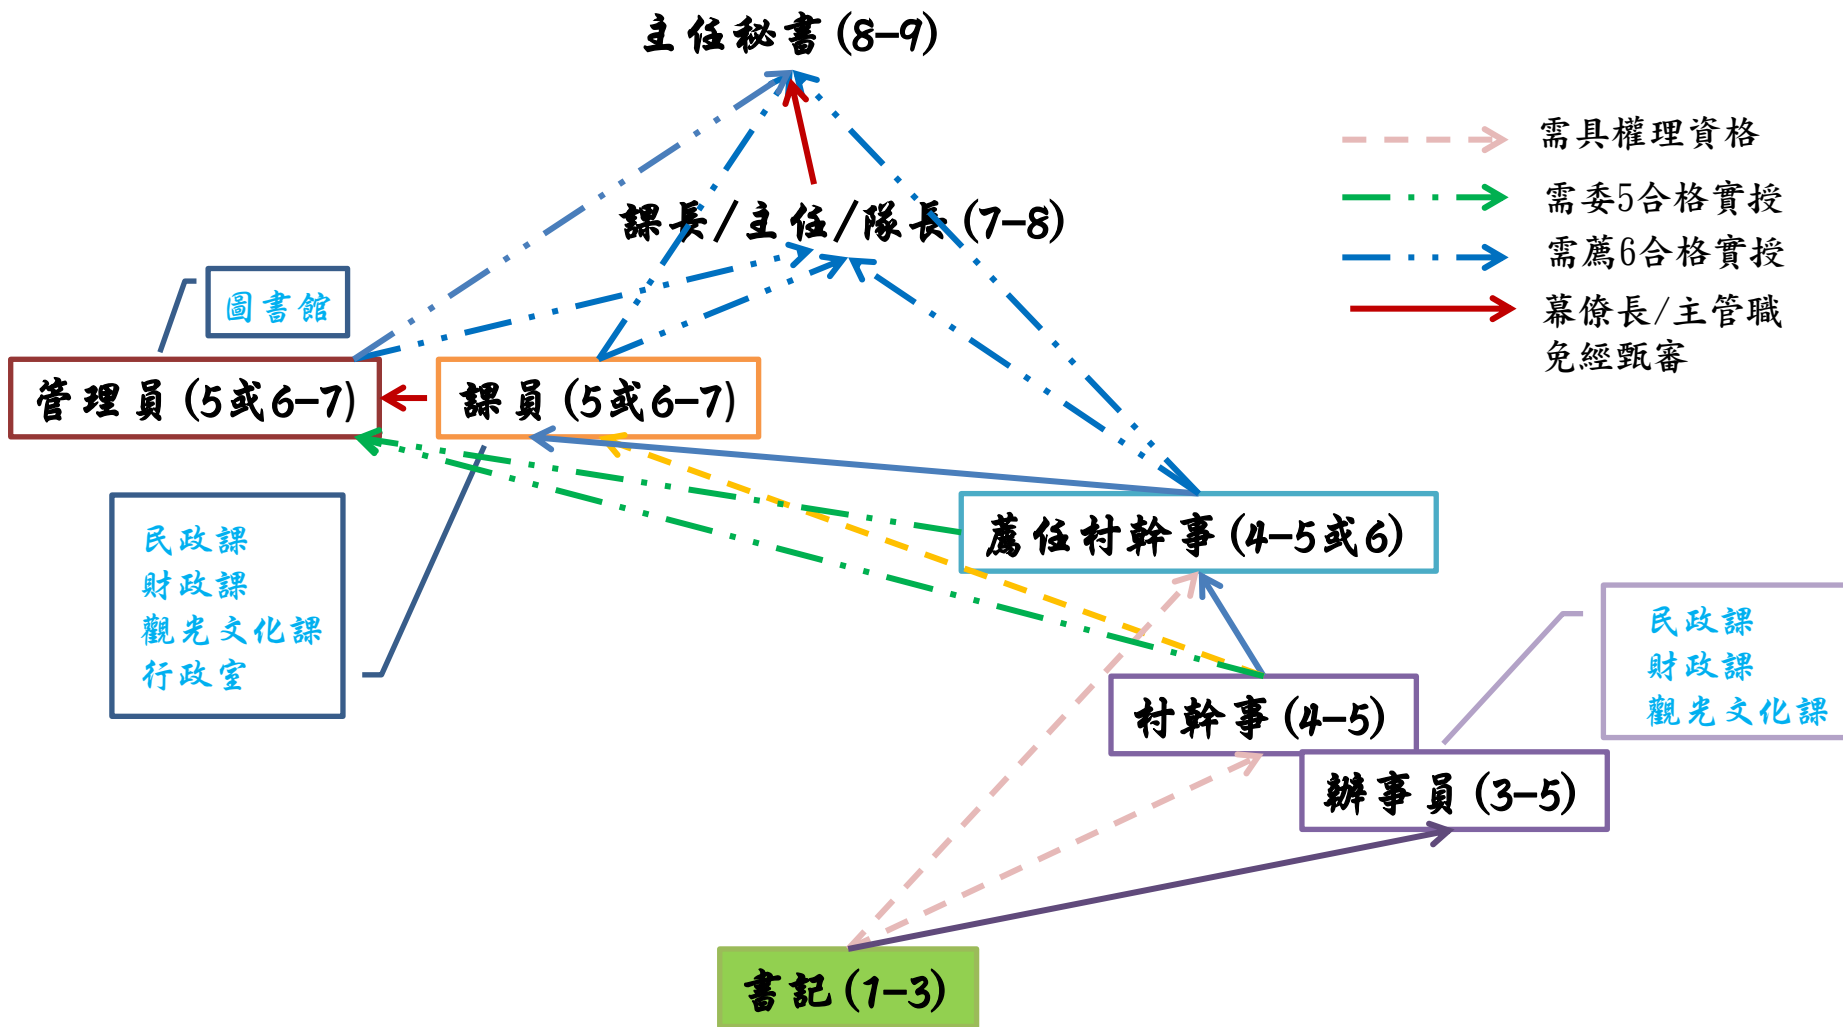 主任秘書(8-9)
需具權理資格
需委5合格實授
課長/主任/隊長(7-8)
需薦6合格實授
圖書館
幕僚長/主管職
免經甄審
管理員(5或6-7)
課員(5或6-7)
民政課
財政課
觀光文化課
行政室
薦任村幹事(4-5或6)
民政課
財政課
觀光文化課
村幹事(4-5)
辦事員(3-5)
書記(1-3)